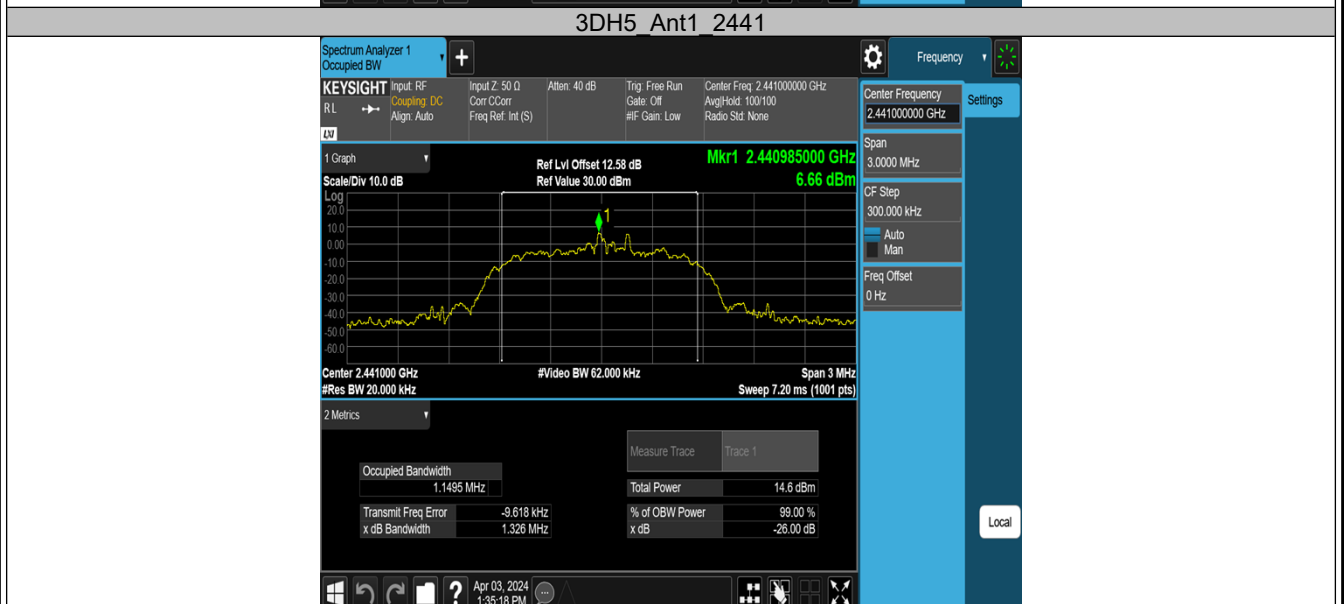 3DH5_Ant1_2441
Spectrum Analyzer 1
Occupied BW
+
Frequency
KEYSIGHT
RL
LXI
Input: RF
Coupling: DC
Align: Auto
Input Z: 50 Ω
Corr CCorr
Freq Ref: Int (S)
Atten: 40 dB
Trig: Free Run
Gate: Off
#IF Gain: Low
Center Freq: 2.441000000 GHz
Avg|Hold: 100/100
Radio Std: None
Center Frequency
2.441000000 GHz
Settings
Span
3.0000 MHz
CF Step
300.000 kHz
Auto
Man
Freq Offset
0 Hz
1 Graph
Scale/Div 10.0 dB
Ref Lvl Offset 12.58 dB
Ref Value 30.00 dBm
Mkr1 2.440985000 GHz
6.66 dBm
Log
20.0
10.0
0.00
-10.0
-20.0
-30.0
-40.0
-50.0
-60.0
1
Center 2.441000 GHz
#Res BW 20.000 kHz
#Video BW 62.000 kHz
Span 3 MHz
Sweep 7.20 ms (1001 pts)
2 Metrics
Measure Trace Trace 1
Occupied Bandwidth
1.1495 MHz
Total Power 14.6 dBm
Transmit Freq Error -9.618 kHz
% of OBW Power 99.00 %
x dB Bandwidth 1.326 MHz
x dB -26.00 dB
Local
?
Apr 03, 2024
1:35:18 PM